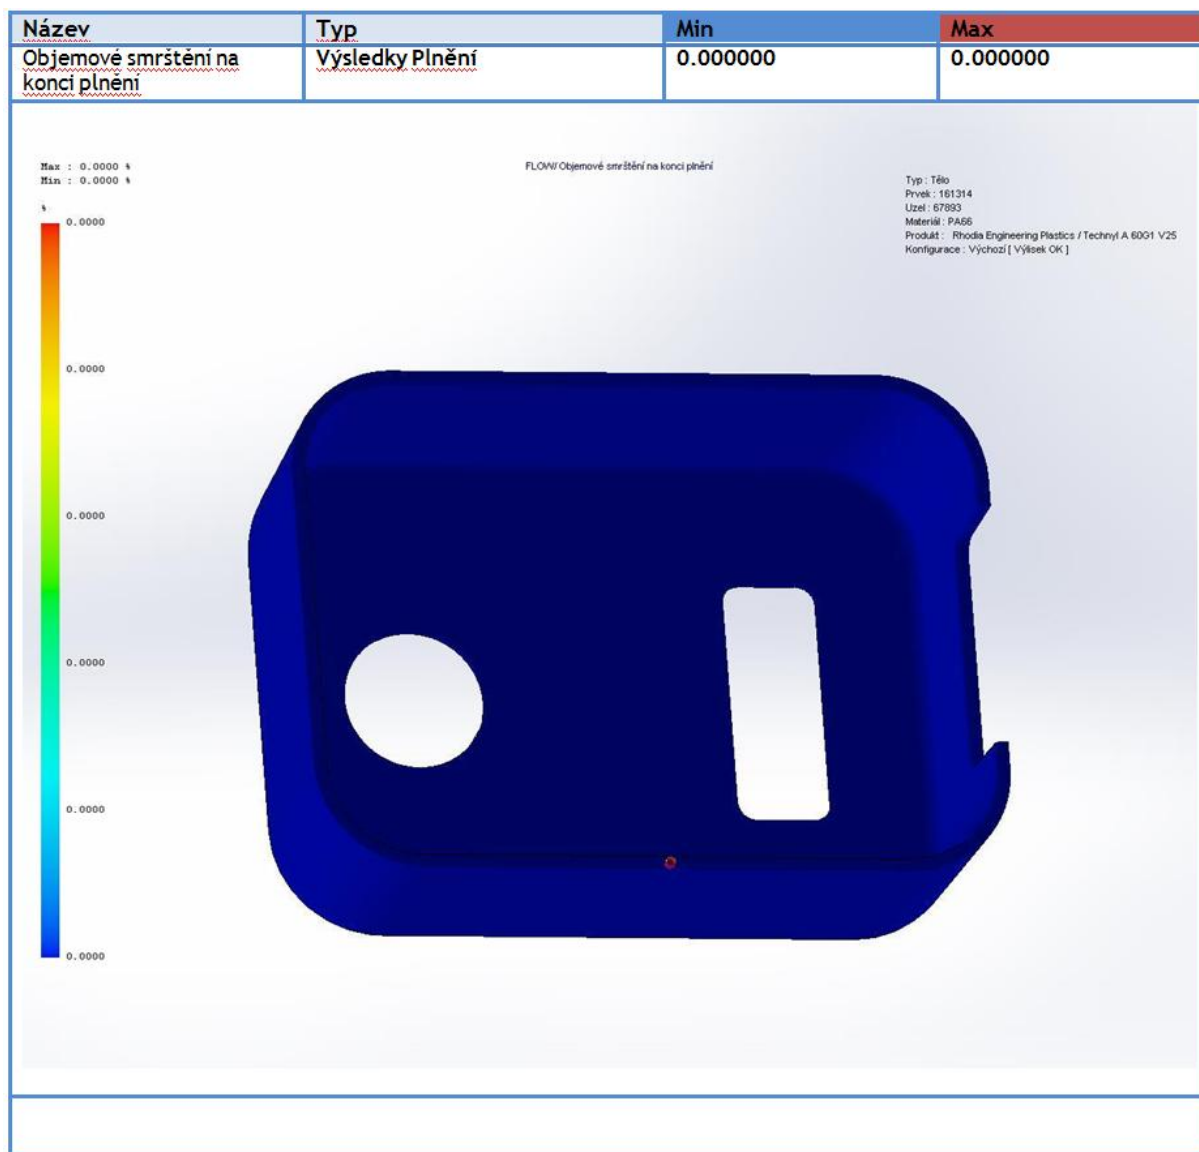 Název Typ Min Max
Objemové smrštění na Výsledky Plnění 0.000000 0.000000
konci plnění
Max : 0.0000 %
Min : 0.0000 %
FLOW/ Objemové smrštění na konci plnění
Typ : Tělo
Prvek : 161314
Uzel : 67893
Materiál : PA66
Produkt : Rhodia Engineering Plastics / Technyl A 60G1 V25
Konfigurace : Výchozí [ Výlisek OK ]
%
0.0000
0.0000
0.0000
0.0000
0.0000
0.0000